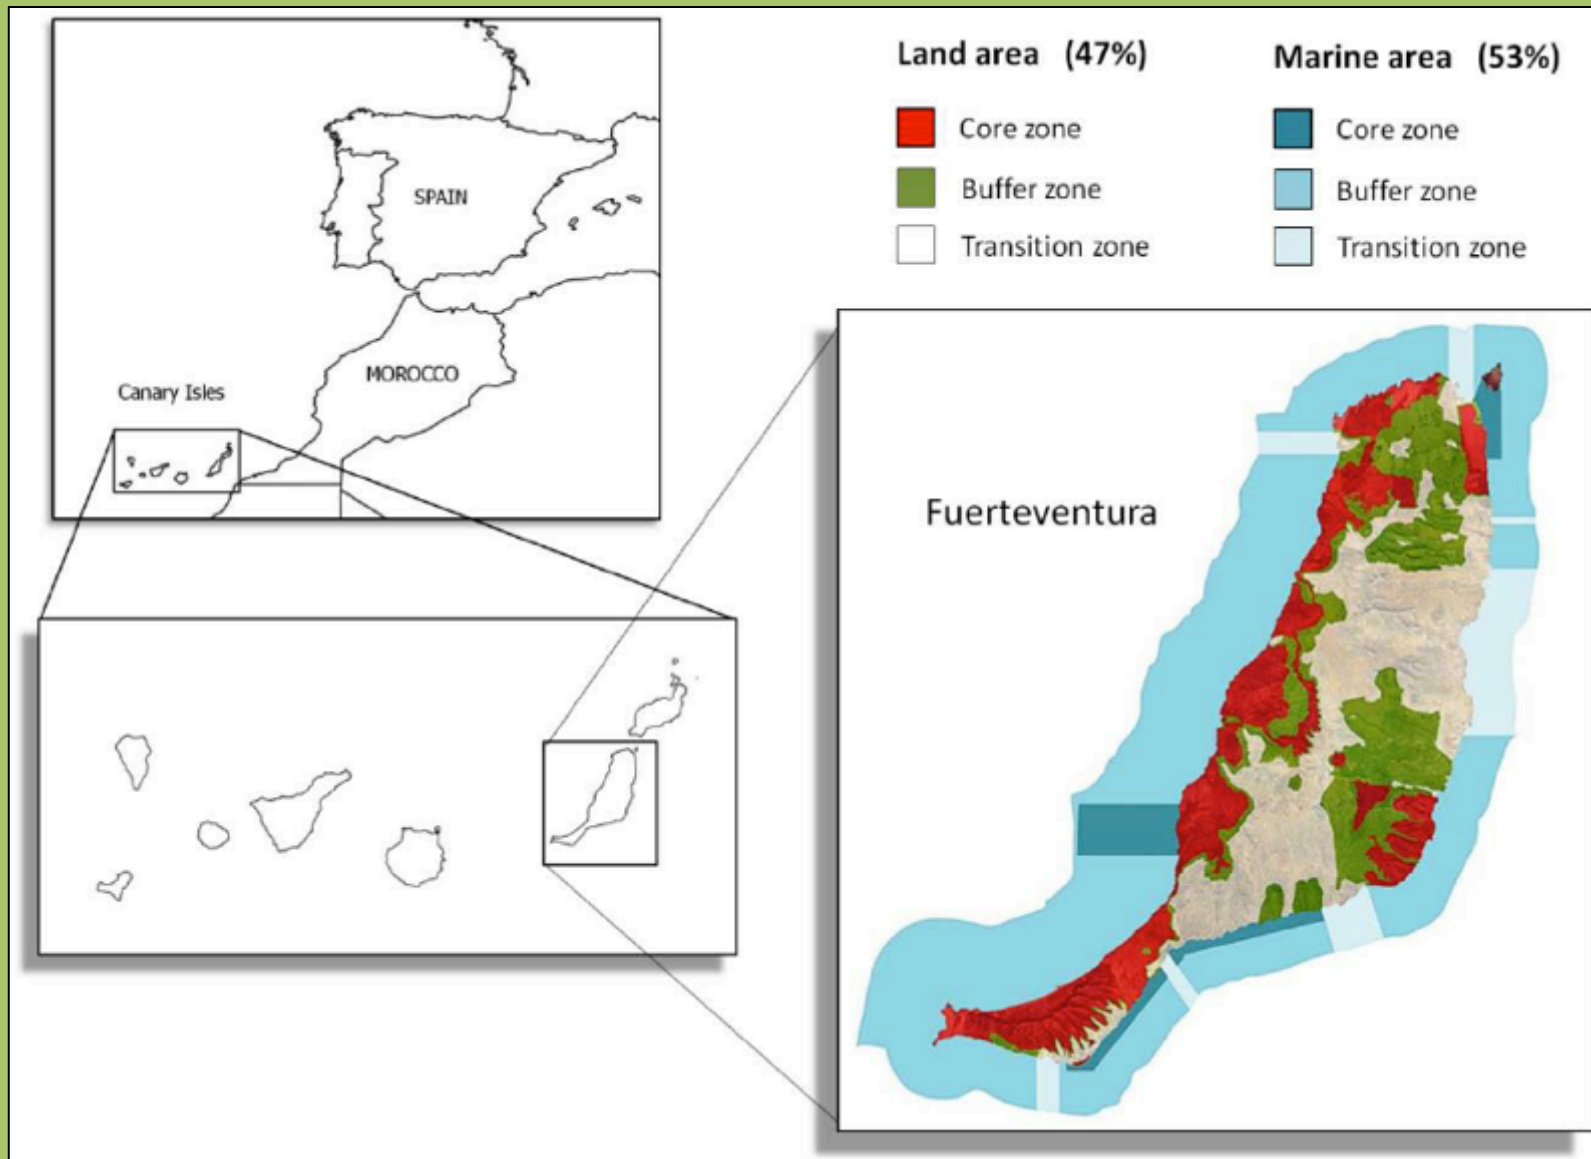 SPAIN
MOROCCO
Canary Isles
Land area (47%)
Core zone
Buffer zone
Transition zone
Marine area (53%)
Core zone
Buffer zone
Transition zone
Fuerteventura